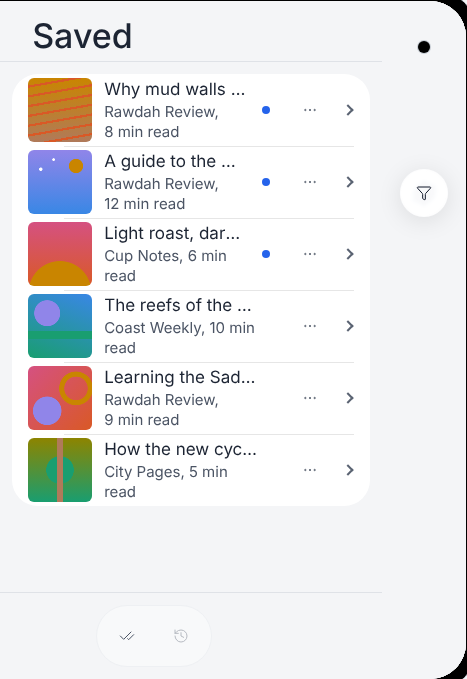 Saved
Why mud walls ...
Rawdah Review,
8 min read
A guide to the ...
Rawdah Review,
12 min read
Light roast, dar...
Cup Notes, 6 min
read
The reefs of the ...
Coast Weekly, 10 min
read
Learning the Sad...
Rawdah Review,
9 min read
How the new cyc...
City Pages, 5 min
read